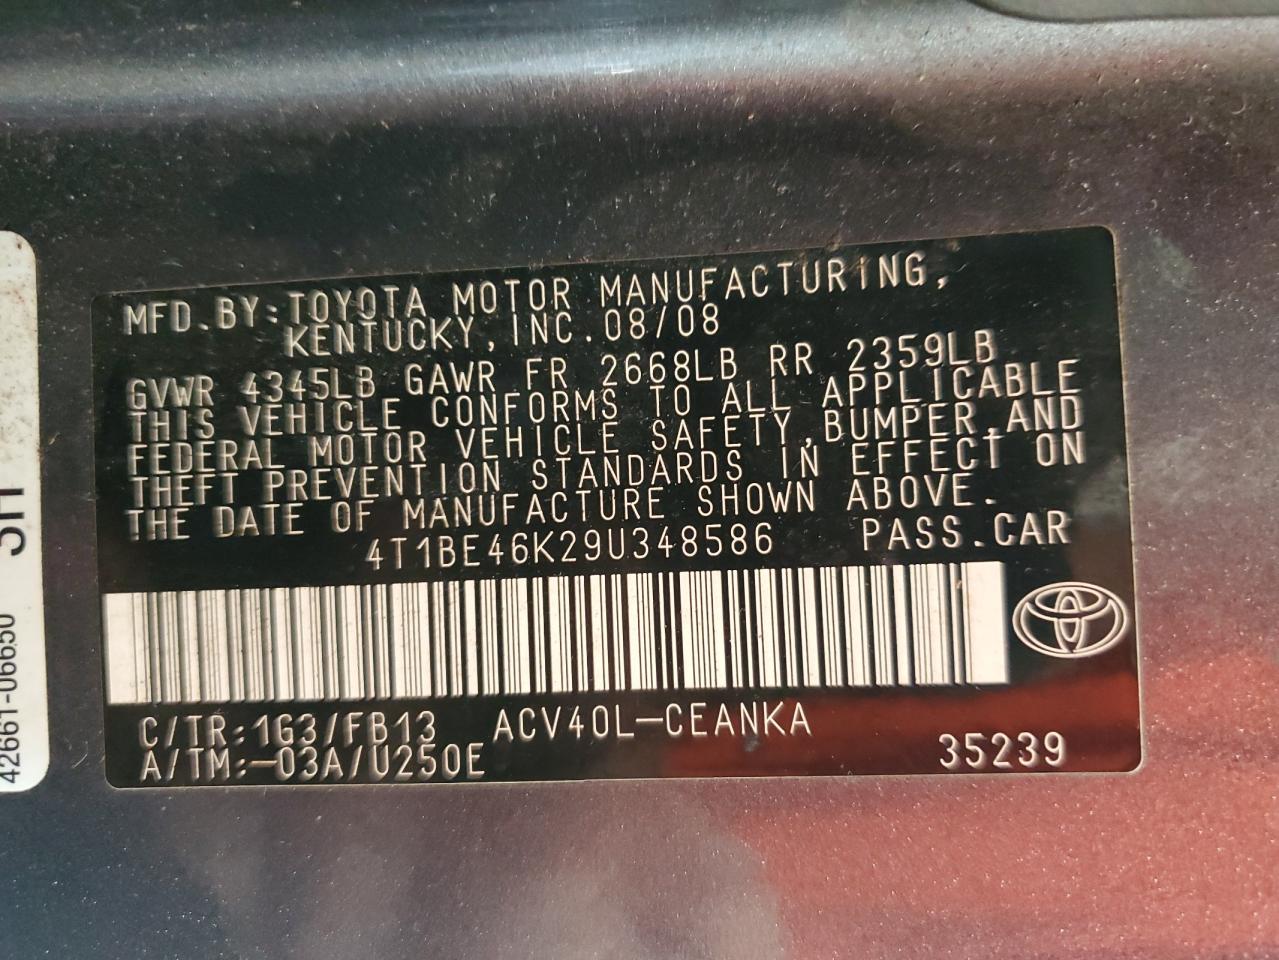 MFD.BY:TOYOTA MOTOR MANUFACTURING,
KENTUCKY,INC.08/08
GVWR 4345LB GAWR FR 2668LB RR 2359LB
THIS VEHICLE CONFORMS TO ALL APPLICABLE
FEDERAL MOTOR VEHICLE SAFETY,BUMPER,AND
THEFT PREVENTION STANDARDS IN EFFECT ON
THE DATE OF MANUFACTURE SHOWN ABOVE.
4T1BE46K29U348586 PASS.CAR
C/TR:1G3/FB13 ACV40L-CEANKA
A/TM:-03A/U250E 35239
42661-06650